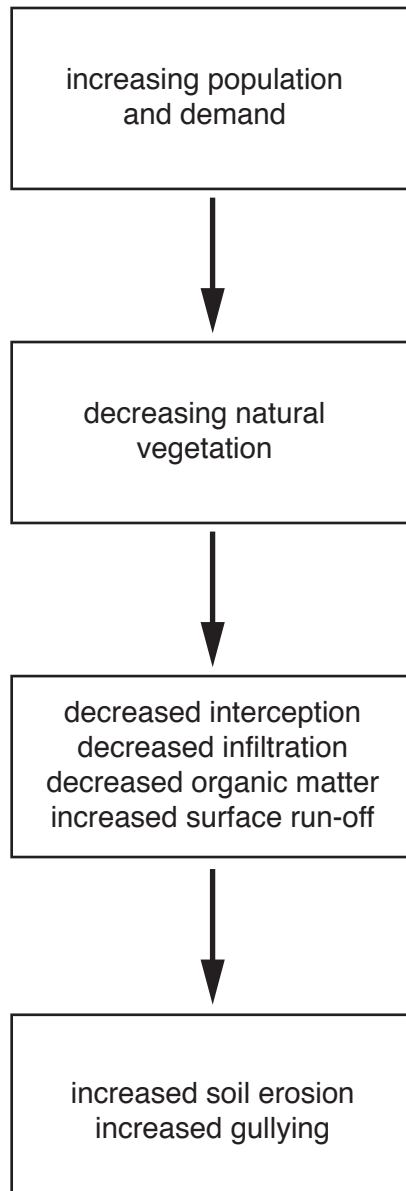 increasing population
and demand
decreasing natural
vegetation
decreased interception
decreased infiltration
decreased organic matter
increased surface run-off
increased soil erosion
increased gullying